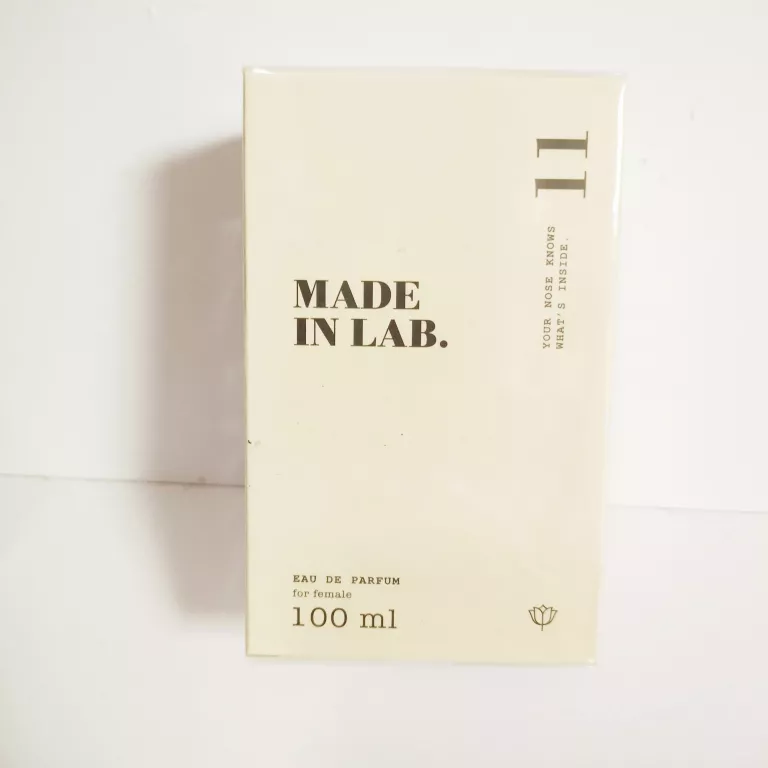 11
YOUR NOSE KNOWS
WHAT'S INSIDE.
MADE
IN LAB.
EAU DE PARFUM
for female
100 ml